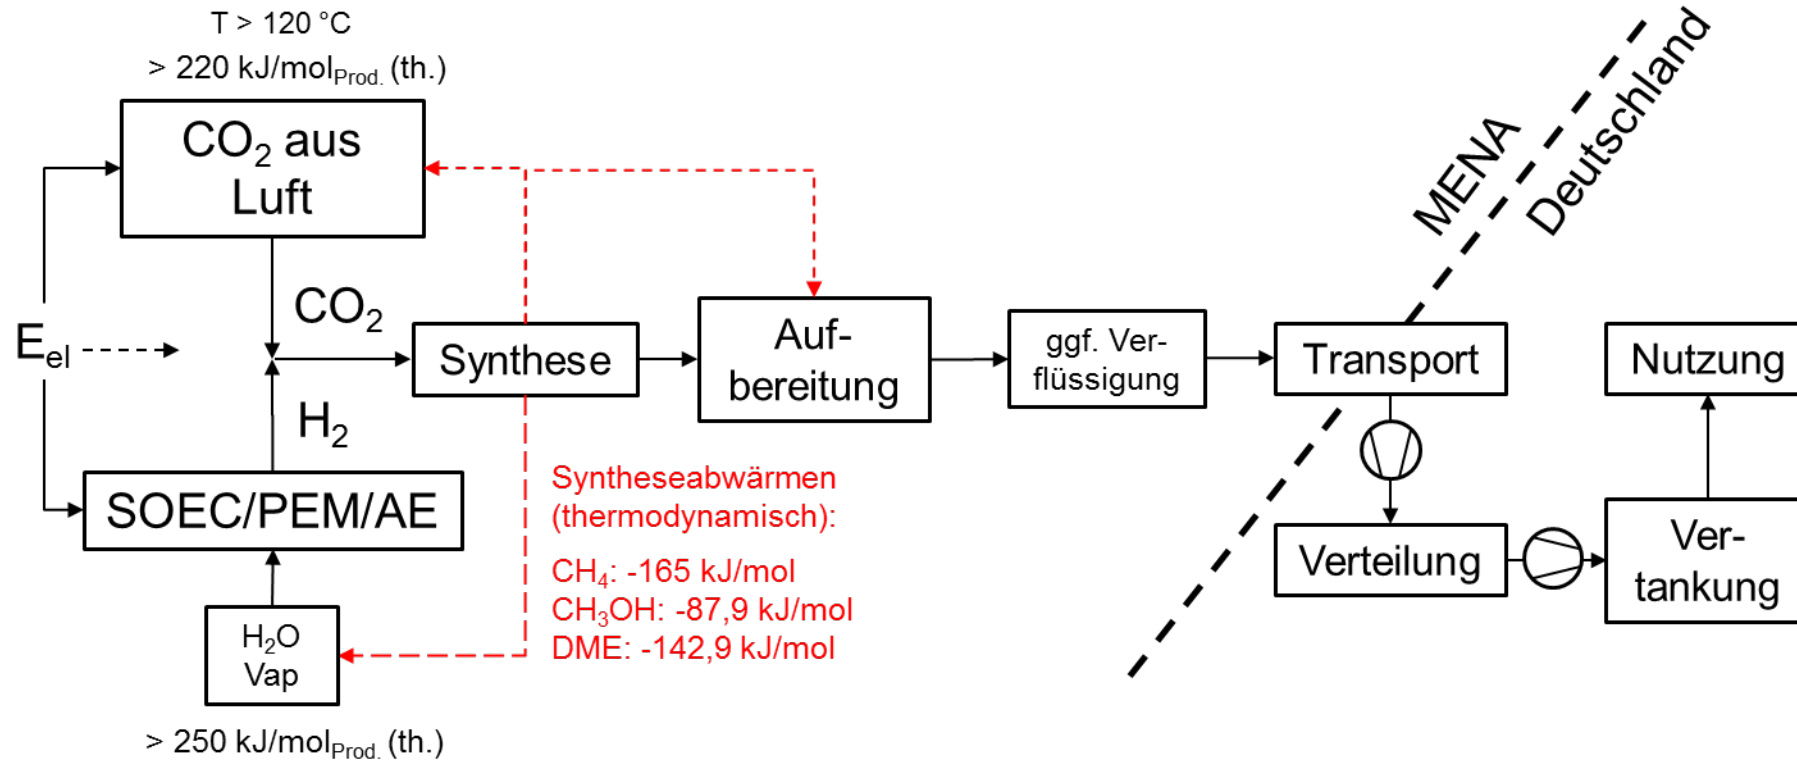 T > 120 °C
> 220 kJ/molProd. (th.)
CO2 aus
Luft
CO2
Eel
H2
SOEC/PEM/AE
H2O
Vap
> 250 kJ/molProd. (th.)
Synthese
Syntheseabwärmen
(thermodynamisch):
CH4: -165 kJ/mol
CH3OH: -87,9 kJ/mol
DME: -142,9 kJ/mol
Auf-
bereitung
ggf. Ver-
flüssigung
MENA
Deutschland
Transport
Verteilung
Ver-
tankung
Nutzung